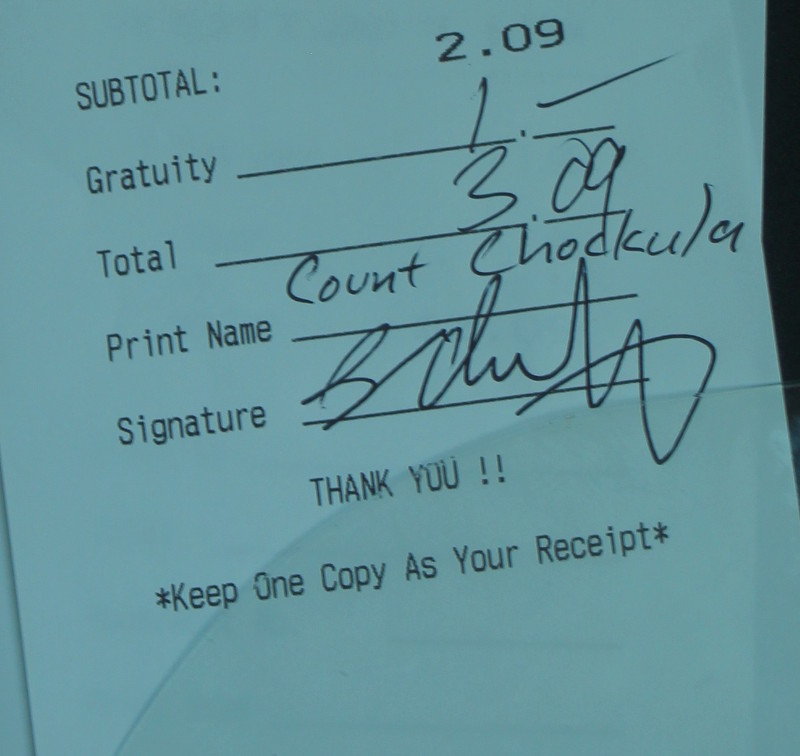 SUBTOTAL: 2.09
Gratuity 1.—
Total 3.09
Print Name Count Chodkula
Signature
THANK YOU !!
*Keep One Copy As Your Receipt*